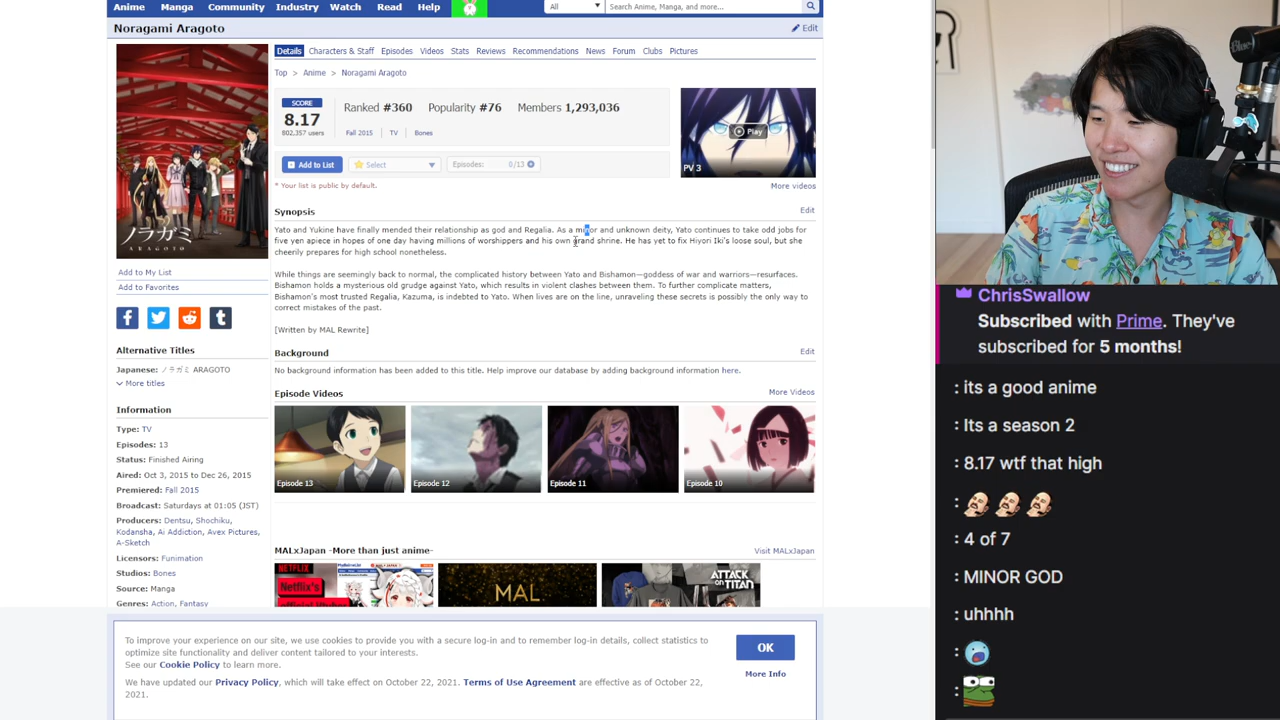 Anime Manga Community Industry Watch Read Help
All Search Anime, Manga, and more...
Noragami Aragoto
Edit
ノラガミ
Add to My List
Add to Favorites
Alternative Titles
Japanese: ノラガミ ARAGOTO
More titles
Information
Type: TV
Episodes: 13
Status: Finished Airing
Aired: Oct 3, 2015 to Dec 26, 2015
Premiered: Fall 2015
Broadcast: Saturdays at 01:05 (JST)
Producers: Dentsu, Shochiku,
Kodansha, Ai Addiction, Avex Pictures,
A-Sketch
Licensors: Funimation
Studios: Bones
Source: Manga
Genres: Action, Fantasy
Details Characters & Staff Episodes Videos Stats Reviews Recommendations News Forum Clubs Pictures
Top > Anime > Noragami Aragoto
SCORE
8.17
802,357 users
Ranked #360 Popularity #76 Members 1,293,036
Fall 2015 TV Bones
Add to List Select Episodes: 0/13
* Your list is public by default.
Play
PV 3
More videos
Synopsis Edit
Yato and Yukine have finally mended their relationship as god and Regalia. As a minor and unknown deity, Yato continues to take odd jobs for
five yen apiece in hopes of one day having millions of worshippers and his own grand shrine. He has yet to fix Hiyori Iki's loose soul, but she
cheerily prepares for high school nonetheless.
While things are seemingly back to normal, the complicated history between Yato and Bishamon—goddess of war and warriors—resurfaces.
Bishamon holds a mysterious old grudge against Yato, which results in violent clashes between them. To further complicate matters,
Bishamon's most trusted Regalia, Kazuma, is indebted to Yato. When lives are on the line, unraveling these secrets is possibly the only way to
correct mistakes of the past.
[Written by MAL Rewrite]
Background Edit
No background information has been added to this title. Help improve our database by adding background information here.
Episode Videos More Videos
Episode 13 Episode 12 Episode 11 Episode 10
MALxJapan -More than just anime- Visit MALxJapan
NETFLIX
Netflix's
MAL
ATTACK ON
TITAN
To improve your experience on our site, we use cookies to provide you with a secure log-in and to remember log-in details, collect statistics to
optimize site functionality and deliver content tailored to your interests.
See our Cookie Policy to learn more.
We have updated our Privacy Policy, which will take effect on October 22, 2021. Terms of Use Agreement are effective as of October 22,
2021.
OK
More Info
Blue
ChrisSwallow
Subscribed with Prime. They've
subscribed for 5 months!
: its a good anime
: Its a season 2
: 8.17 wtf that high
:
: 4 of 7
: MINOR GOD
: uhhhh
:
: